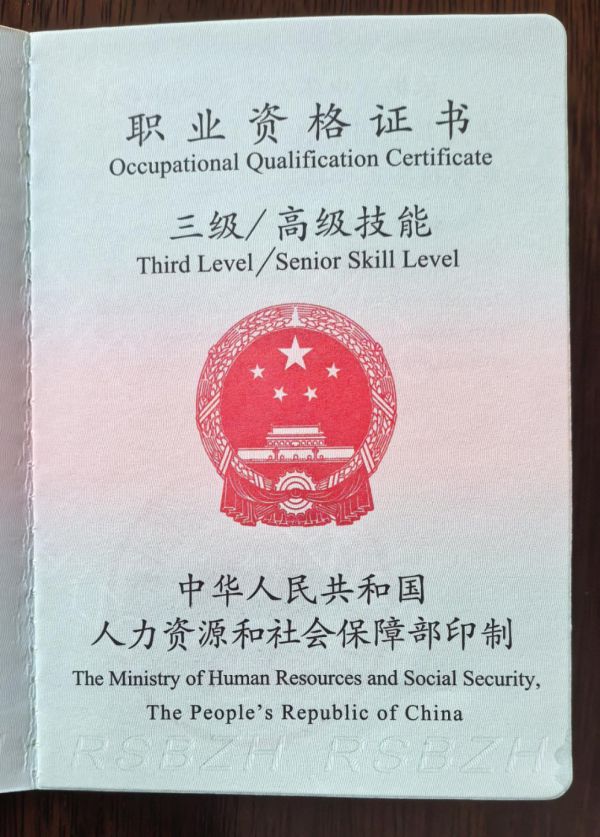 职业资格证书
Occupational Qualification Certificate
三级/高级技能
Third Level/Senior Skill Level
中华人民共和国
人力资源和社会保障部印制
The Ministry of Human Resources and Social Security,
The People's Republic of China
RSBZH RSBZH